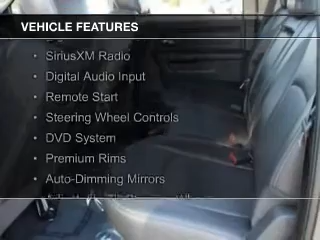 VEHICLE FEATURES
• SiriusXM Radio
• Digital Audio Input
• Remote Start
• Steering Wheel Controls
• DVD System
• Premium Rims
• Auto-Dimming Mirrors